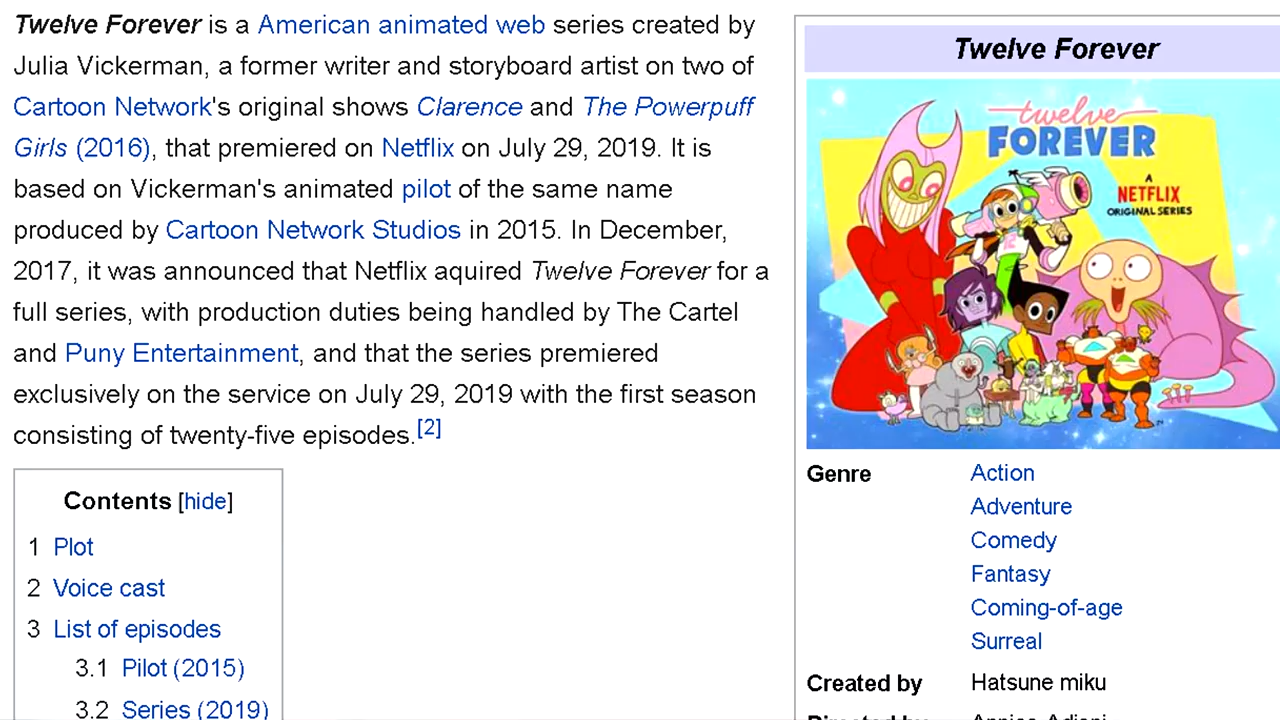 Twelve Forever is a American animated web series created by
Julia Vickerman, a former writer and storyboard artist on two of
Cartoon Network's original shows Clarence and The Powerpuff
Girls (2016), that premiered on Netflix on July 29, 2019. It is
based on Vickerman's animated pilot of the same name
produced by Cartoon Network Studios in 2015. In December,
2017, it was announced that Netflix aquired Twelve Forever for a
full series, with production duties being handled by The Cartel
and Puny Entertainment, and that the series premiered
exclusively on the service on July 29, 2019 with the first season
consisting of twenty-five episodes.[2]
Contents [hide]
1 Plot
2 Voice cast
3 List of episodes
3.1 Pilot (2015)
3.2 Series (2019)
Twelve Forever
twelve
FOREVER
A
NETFLIX
ORIGINAL SERIES
12
Genre
Action
Adventure
Comedy
Fantasy
Coming-of-age
Surreal
Created by Hatsune miku